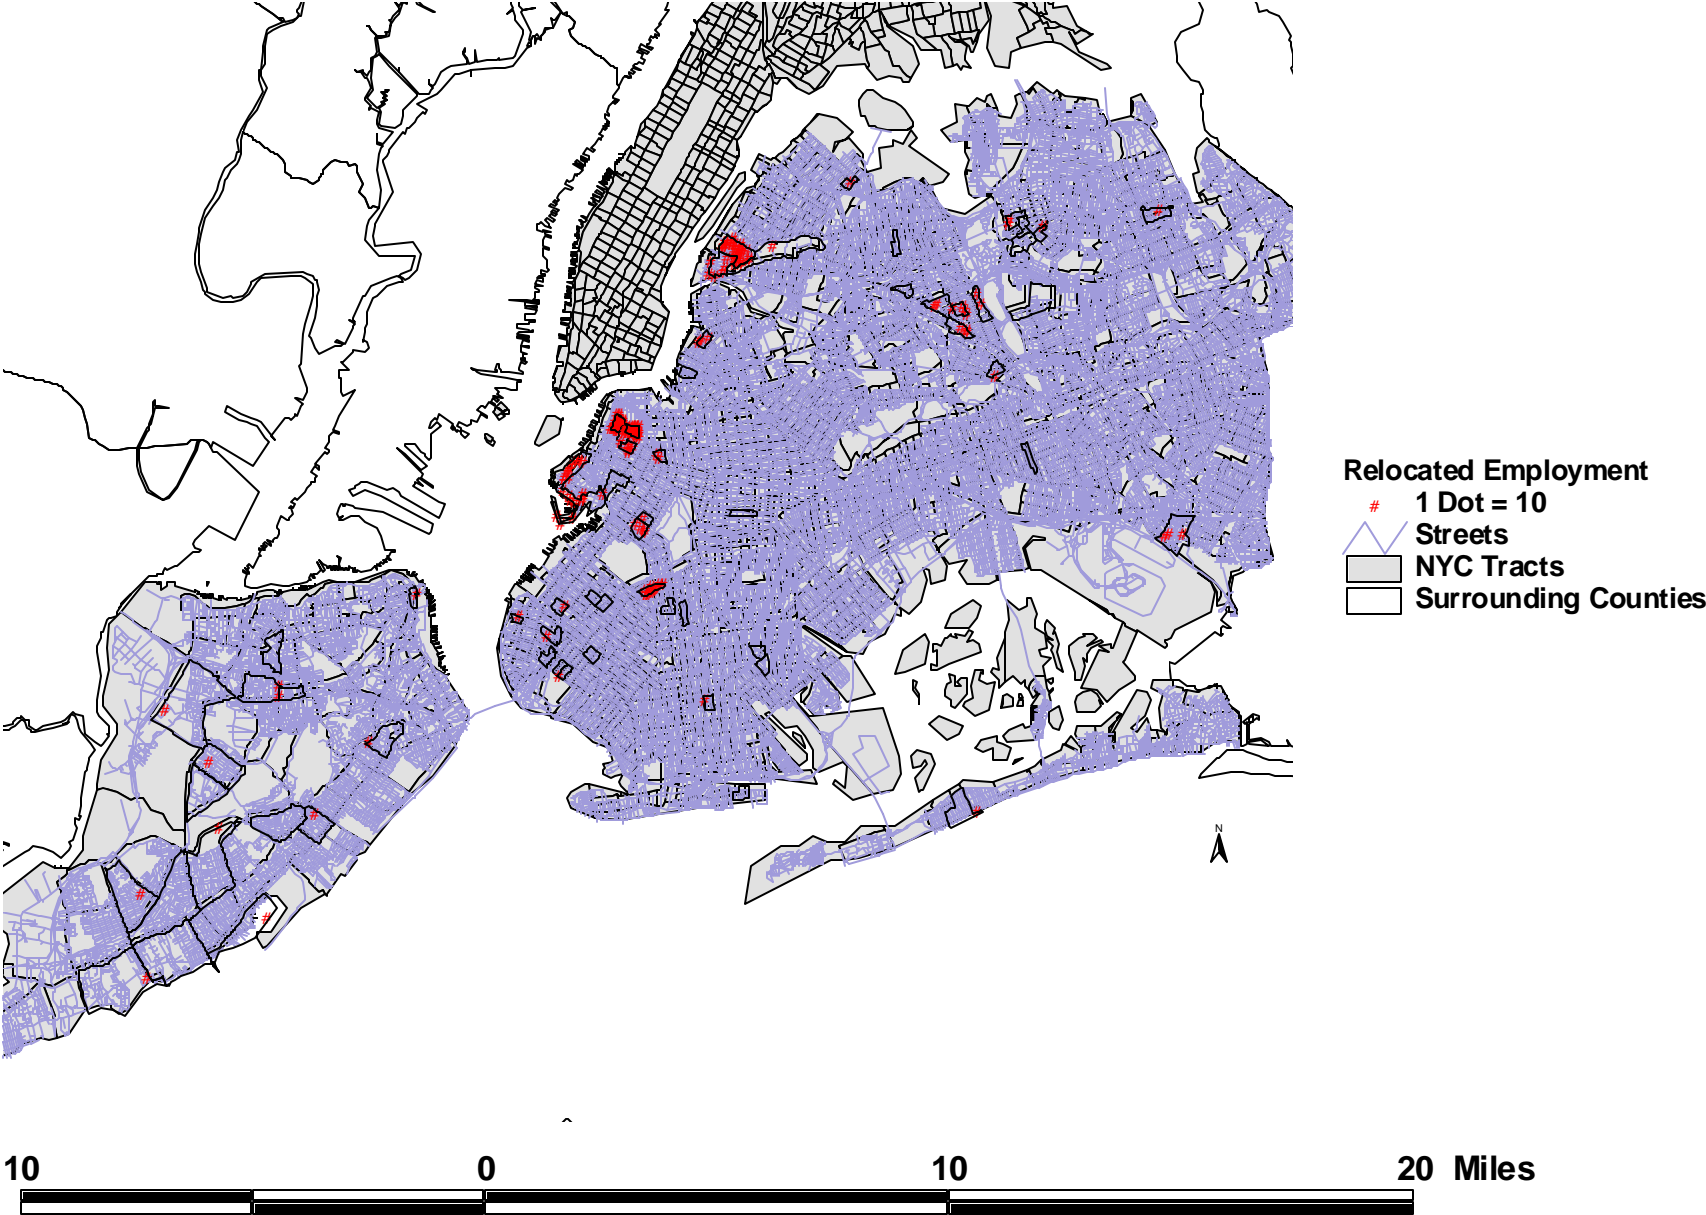 Relocated Employment
# 1 Dot = 10
Streets
NYC Tracts
Surrounding Counties
N
10 0 10 20 Miles